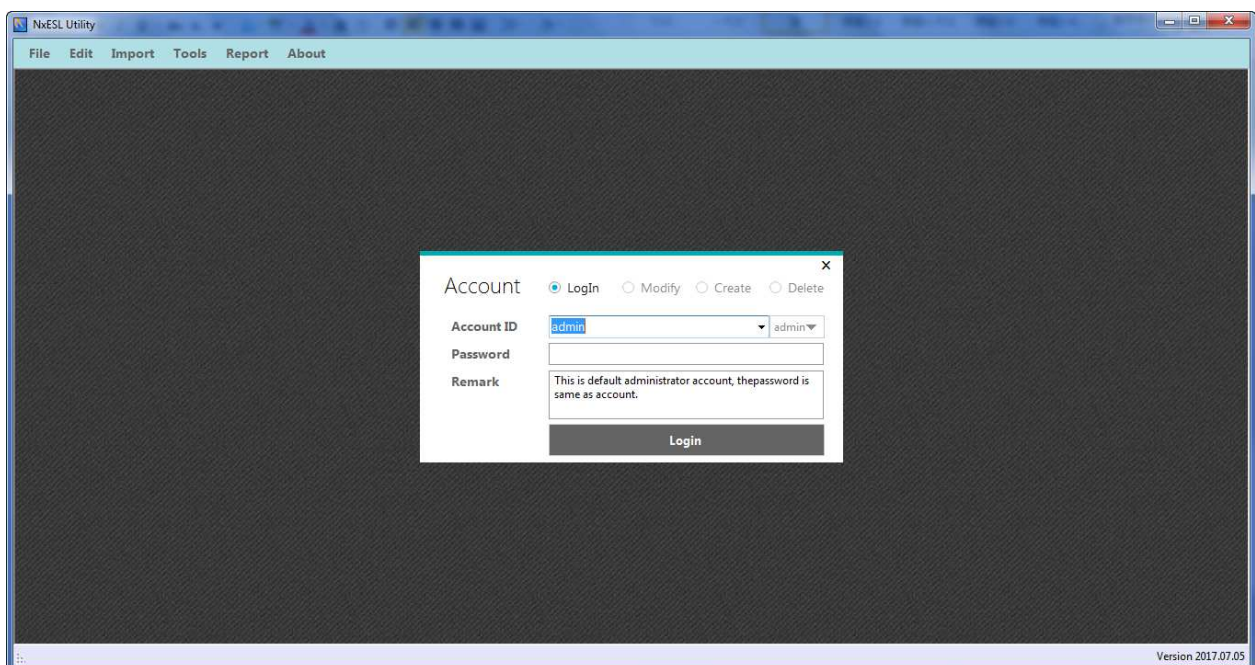 NxESL Utility
File Edit Import Tools Report About
x
Account LogIn Modify Create Delete
Account ID admin admin
Password
Remark This is default administrator account, thepassword is
same as account.
Login
Version 2017.07.05